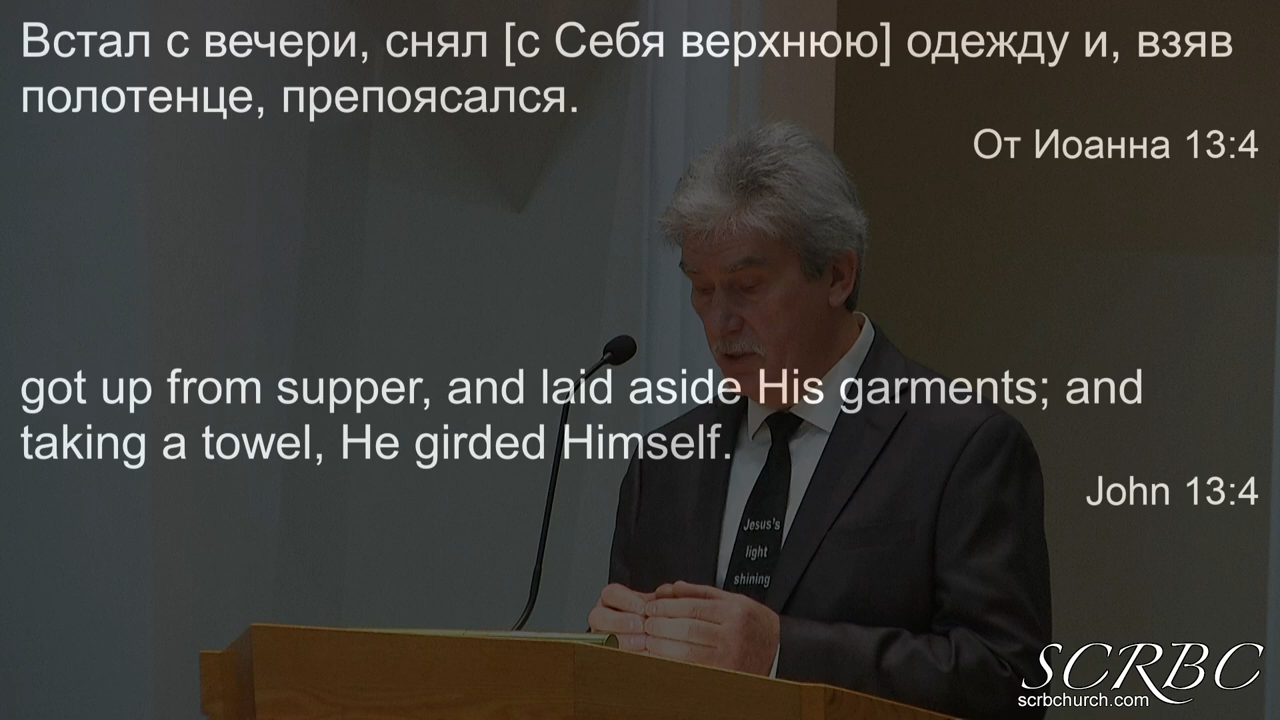 Встал с вечери, снял [с Себя верхнюю] одежду и, взяв
полотенце, препоясался.
От Иоанна 13:4
got up from supper, and laid aside His garments; and
taking a towel, He girded Himself.
John 13:4
Jesus's
light
shining
SCRBC
scrbchurch.com